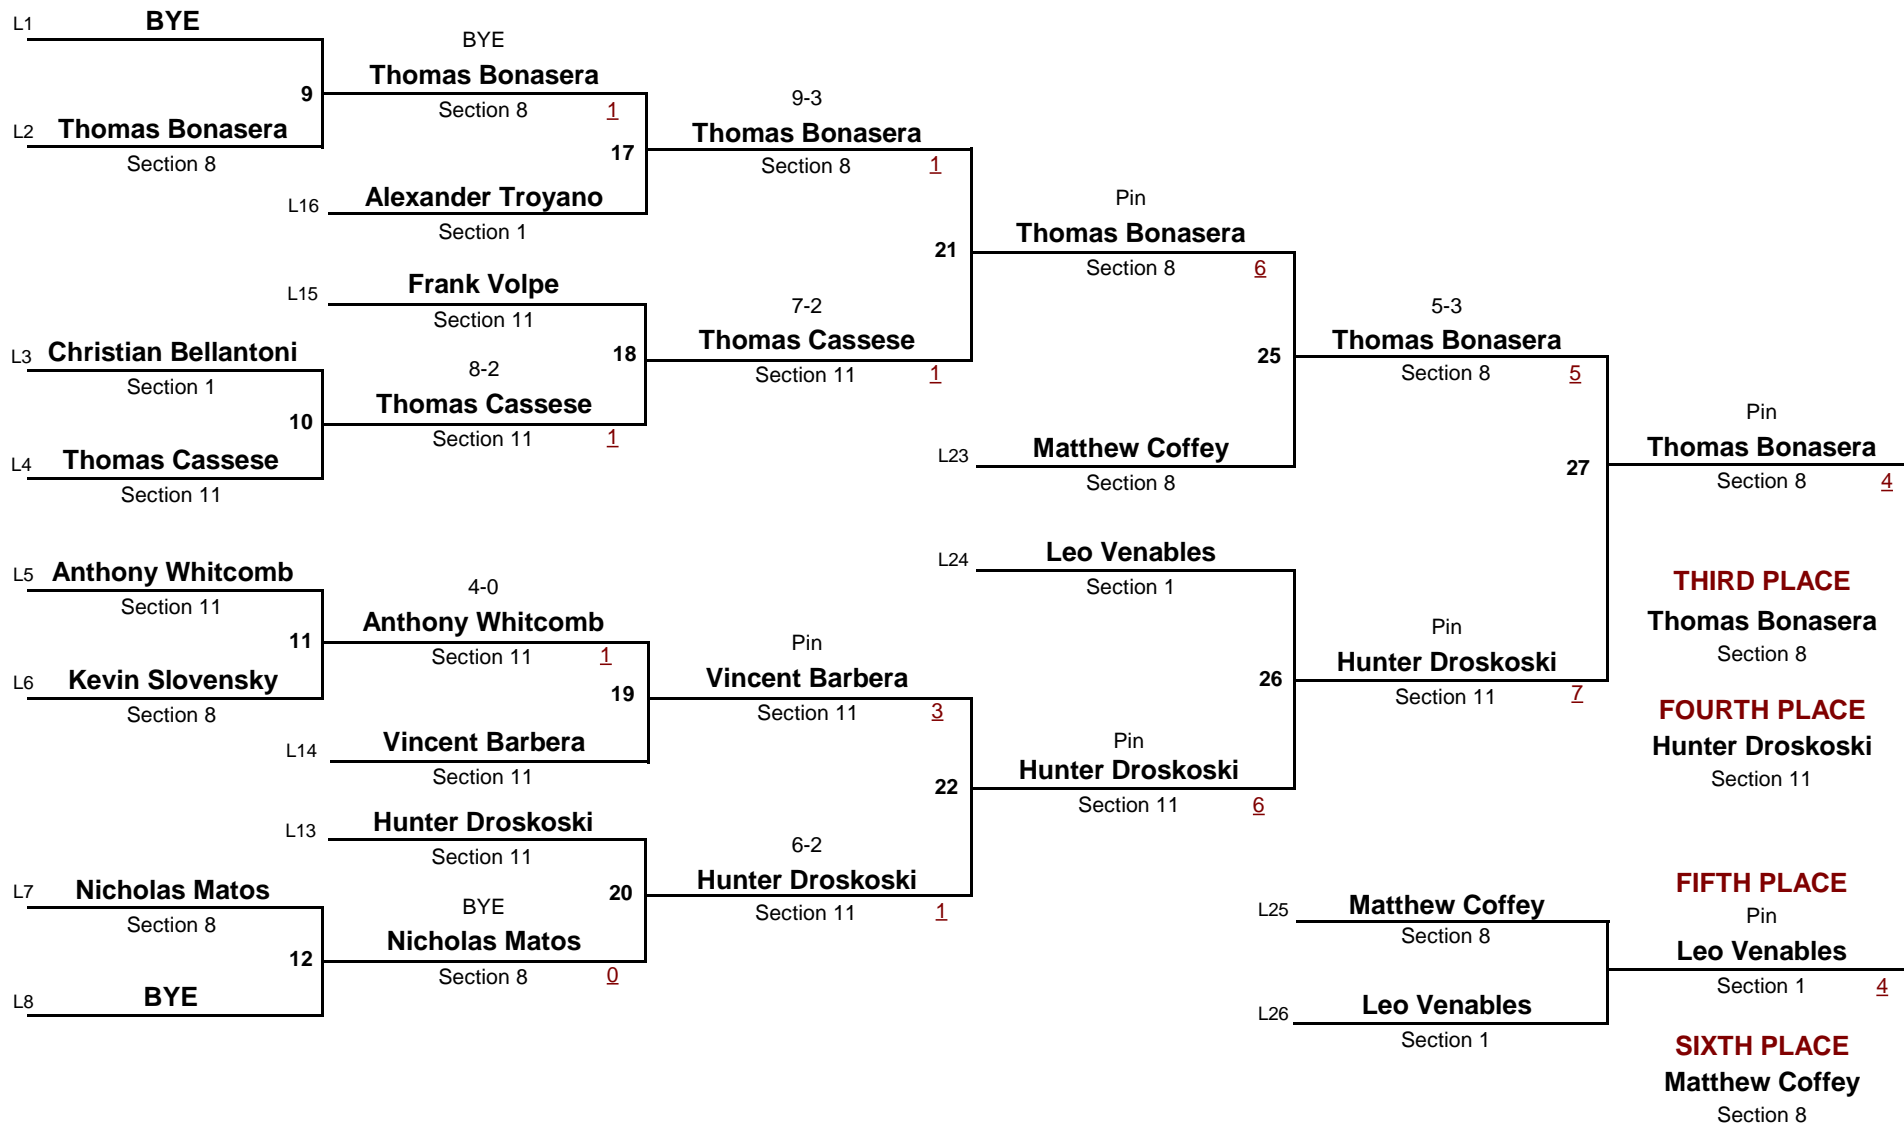 L1 BYE
9
L2 Thomas Bonasera
Section 8
BYE
Thomas Bonasera
Section 8 1
17
L16 Alexander Troyano
Section 1
9-3
Thomas Bonasera
Section 8 1
21
L15 Frank Volpe
Section 11
18
L3 Christian Bellantoni
Section 1
10
L4 Thomas Cassese
Section 11
8-2
Thomas Cassese
Section 11 1
7-2
Thomas Cassese
Section 11 1
Pin
Thomas Bonasera
Section 8 6
25
L23 Matthew Coffey
Section 8
5-3
Thomas Bonasera
Section 8 5
27
Pin
Thomas Bonasera
Section 8 4
L5 Anthony Whitcomb
Section 11
11
L6 Kevin Slovensky
Section 8
4-0
Anthony Whitcomb
Section 11 1
19
L14 Vincent Barbera
Section 11
Pin
Vincent Barbera
Section 11 3
22
L13 Hunter Droskoski
Section 11
20
L7 Nicholas Matos
Section 8
12
L8 BYE
BYE
Nicholas Matos
Section 8 0
6-2
Hunter Droskoski
Section 11 1
L24 Leo Venables
Section 1
26
Pin
Hunter Droskoski
Section 11 6
Pin
Hunter Droskoski
Section 11 7
THIRD PLACE
Thomas Bonasera
Section 8
FOURTH PLACE
Hunter Droskoski
Section 11
L25 Matthew Coffey
Section 8
L26 Leo Venables
Section 1
FIFTH PLACE
Pin
Leo Venables
Section 1 4
SIXTH PLACE
Matthew Coffey
Section 8